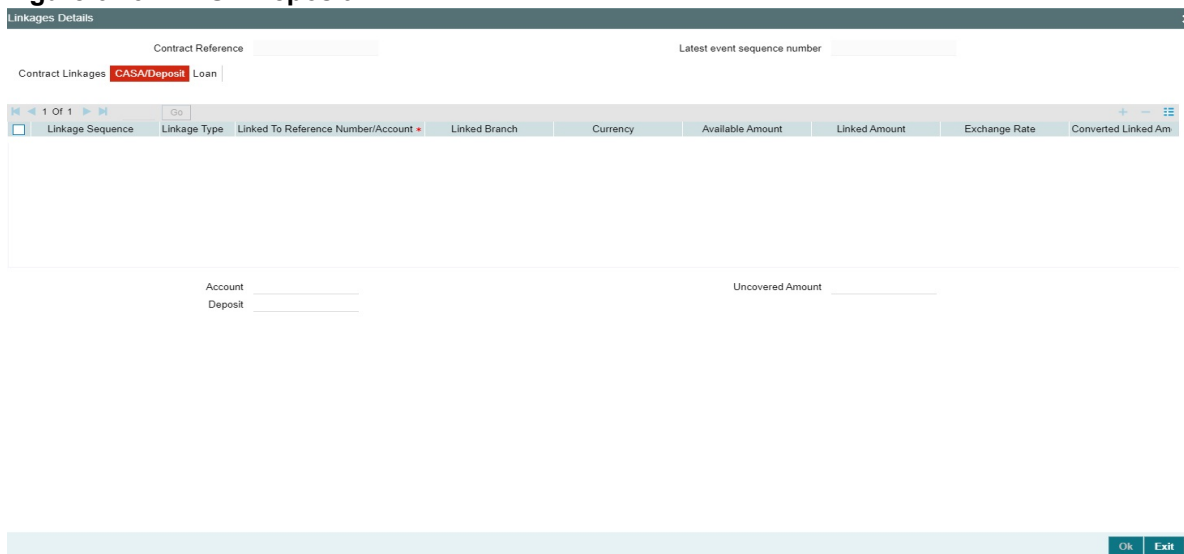 Linkages Details
Contract Reference Latest event sequence number
Contract Linkages CASA/Deposit Loan
1 Of 1 Go
Linkage Sequence Linkage Type Linked To Reference Number/Account * Linked Branch Currency Available Amount Linked Amount Exchange Rate Converted Linked Am
Account Uncovered Amount
Deposit
Ok Exit